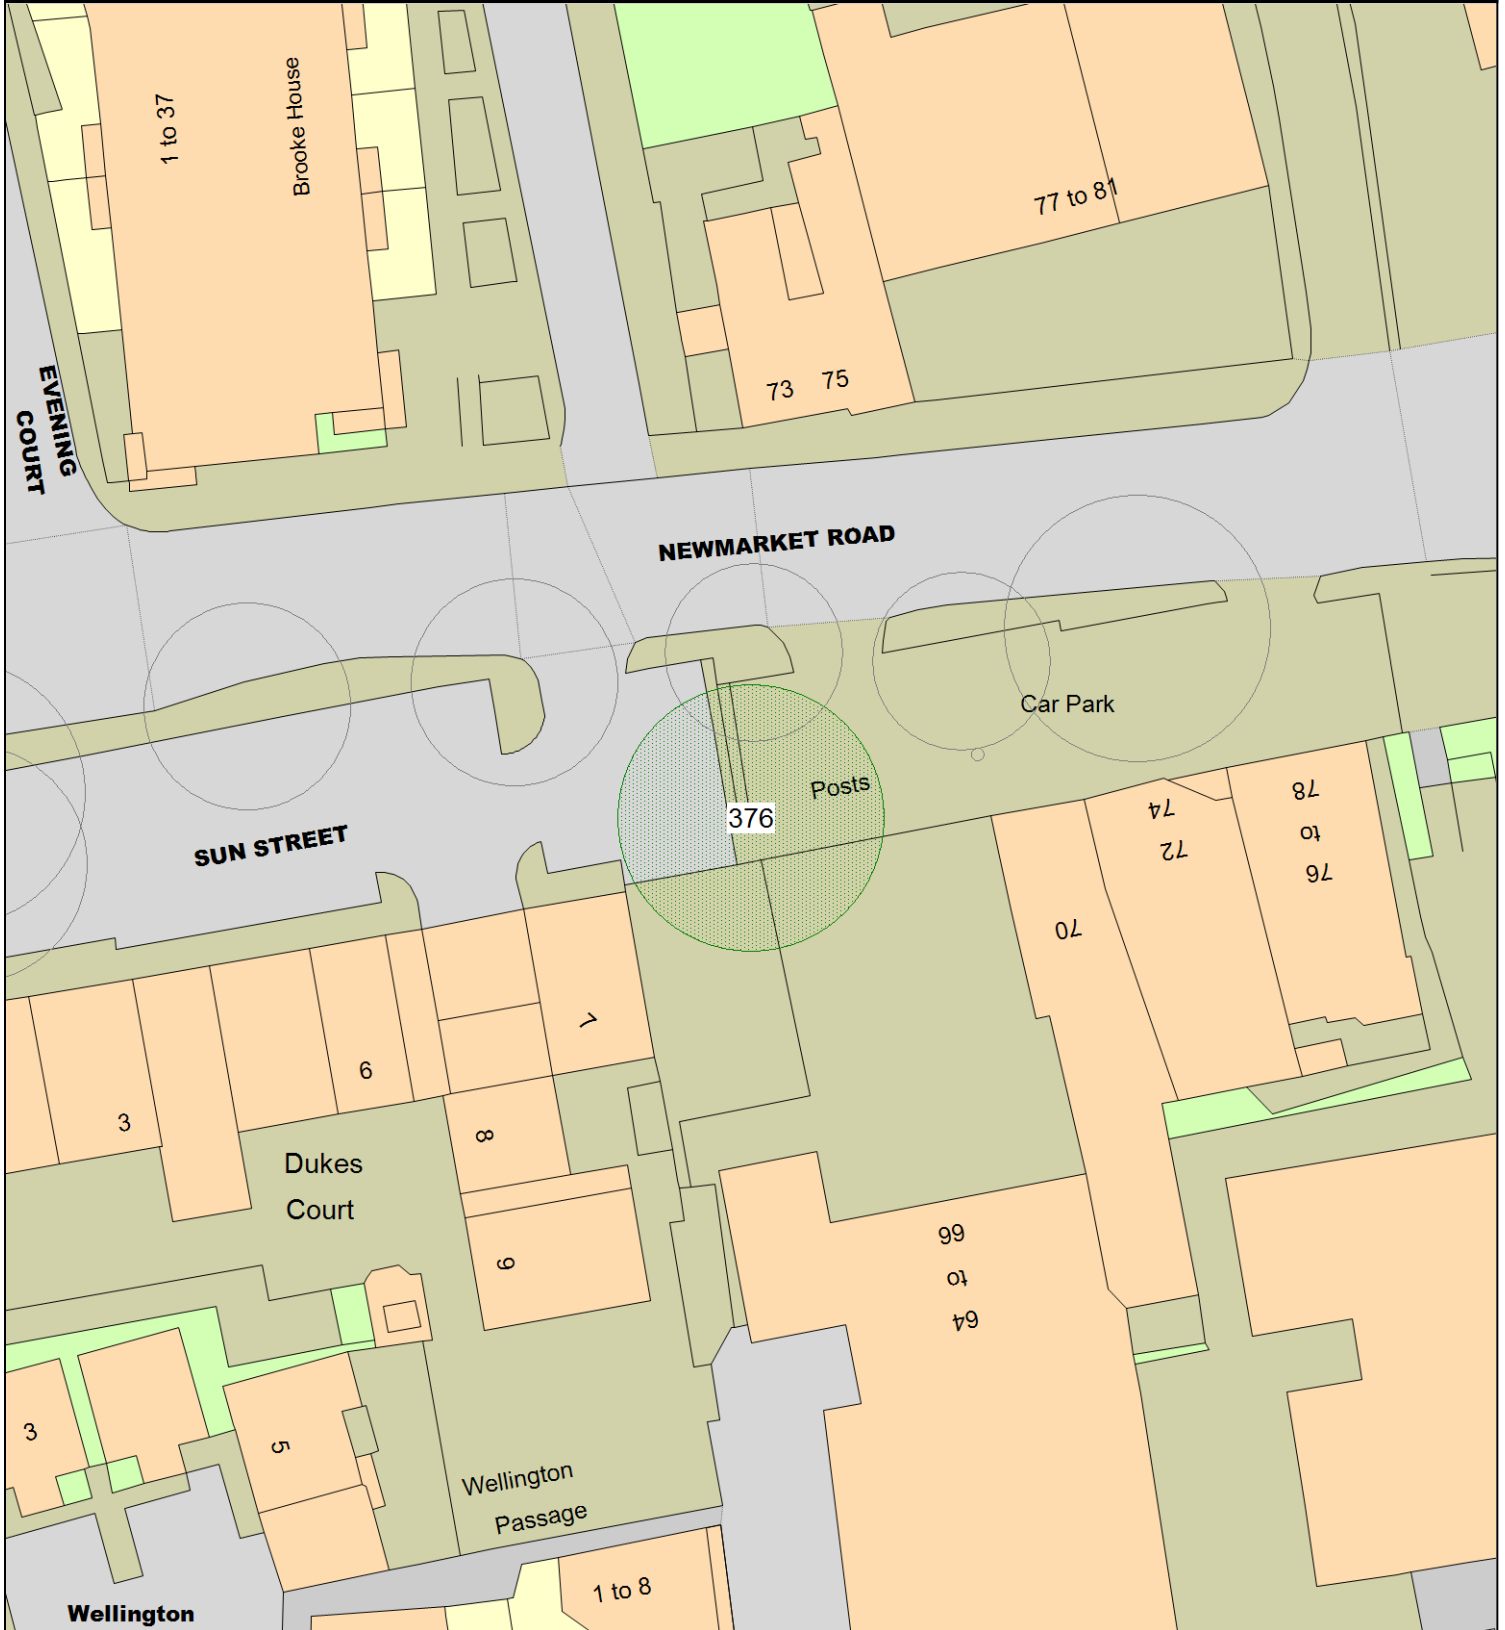 1 to 37
Brooke House
77 to 81
73
75
EVENING
COURT
NEWMARKET ROAD
Car Park
Posts
376
SUN STREET
74
72
78
to
76
70
7
6
3
8
Dukes
Court
9
66
to
64
3
5
Wellington
Passage
1 to 8
Wellington